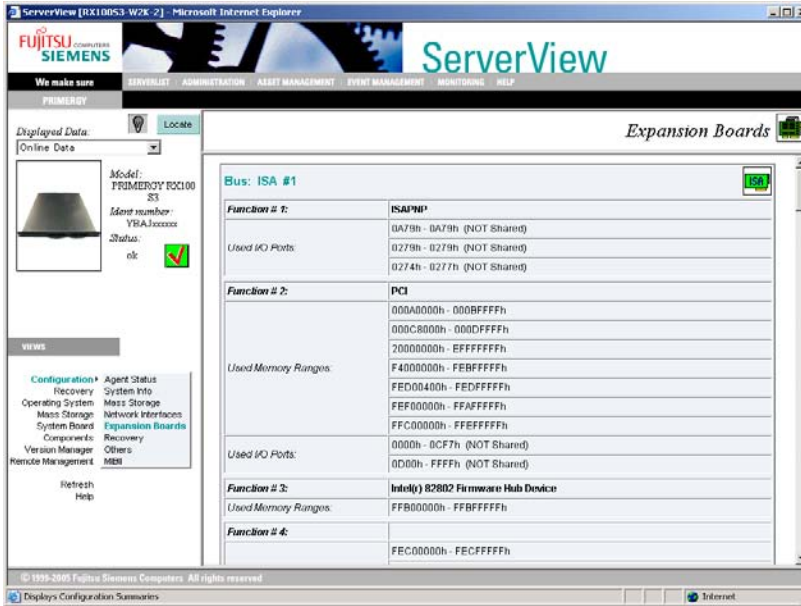 ServerView [RX100S3-W2K-2] - Microsoft Internet Explorer
FUJITSU COMPUTERS
SIEMENS
ServerView
We make sure
SERVERLIST | ADMINISTRATION | ASSET MANAGEMENT | EVENT MANAGEMENT | MONITORING | HELP
PRIMERGY
Displayed Data:
Locate
Online Data
Model:
PRIMERGY RX100
S3
Ident number:
YBAJxxxxxx
Status:
ok
Expansion Boards
Bus: ISA #1
ISA
Function # 1: ISAPNP
Used I/O Ports:
0A79h - 0A79h (NOT Shared)
0279h - 0279h (NOT Shared)
0274h - 0277h (NOT Shared)
Function # 2: PCI
Used Memory Ranges:
000A0000h - 000BFFFFh
000C8000h - 000DFFFFh
20000000h - EFFFFFFFh
F4000000h - FEBFFFFFh
FED00400h - FEDFFFFFh
FEF00000h - FFAFFFFFh
FFC00000h - FFEFFFFFh
Used I/O Ports:
0000h - 0CF7h (NOT Shared)
0D00h - FFFFh (NOT Shared)
Function # 3: Intel(r) 82802 Firmware Hub Device
Used Memory Ranges: FFB00000h - FFBFFFFFh
Function # 4:
FEC00000h - FECFFFFFh
VIEWS
Configuration
Recovery
Operating System
Mass Storage
System Board
Components
Version Manager
Remote Management
Refresh
Help
Agent Status
System Info
Mass Storage
Network Interfaces
Expansion Boards
Recovery
Others
MIBII
© 1999-2005 Fujitsu Siemens Computers All rights reserved
Displays Configuration Summaries
Internet